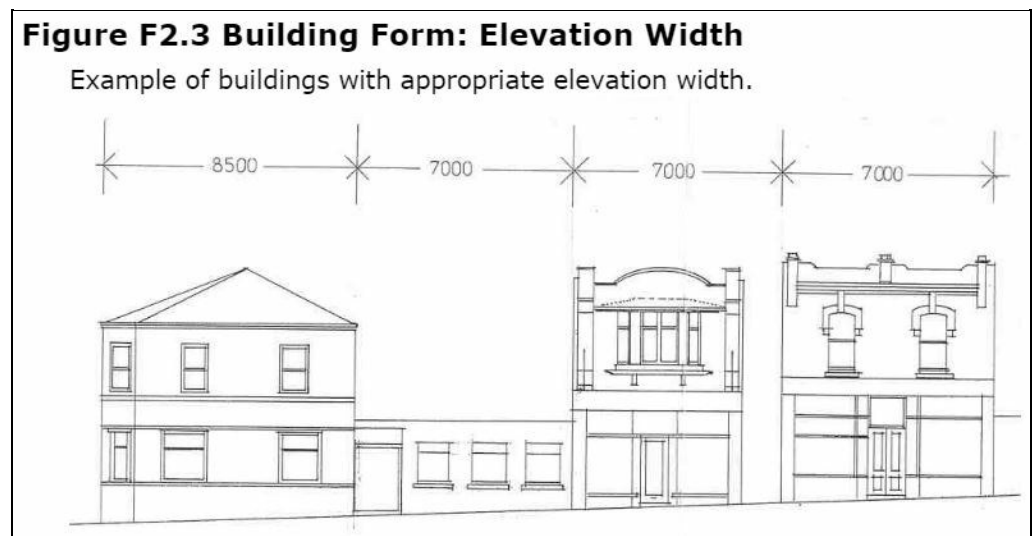 Figure F2.3 Building Form: Elevation Width
Example of buildings with appropriate elevation width.
8500 7000 7000 7000